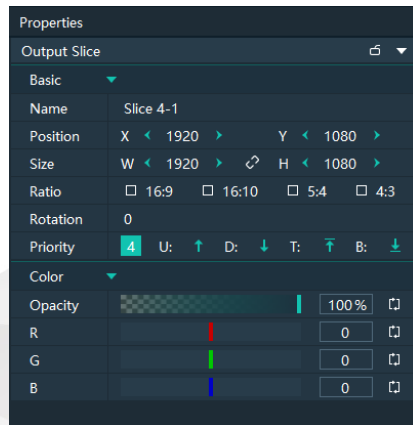 Properties
Output Slice
Basic
Name Slice 4-1
Position X 1920 Y 1080
Size W 1920 H 1080
Ratio 16:9 16:10 5:4 4:3
Rotation 0
Priority 4 U: D: T: B:
Color
Opacity 100%
R 0
G 0
B 0